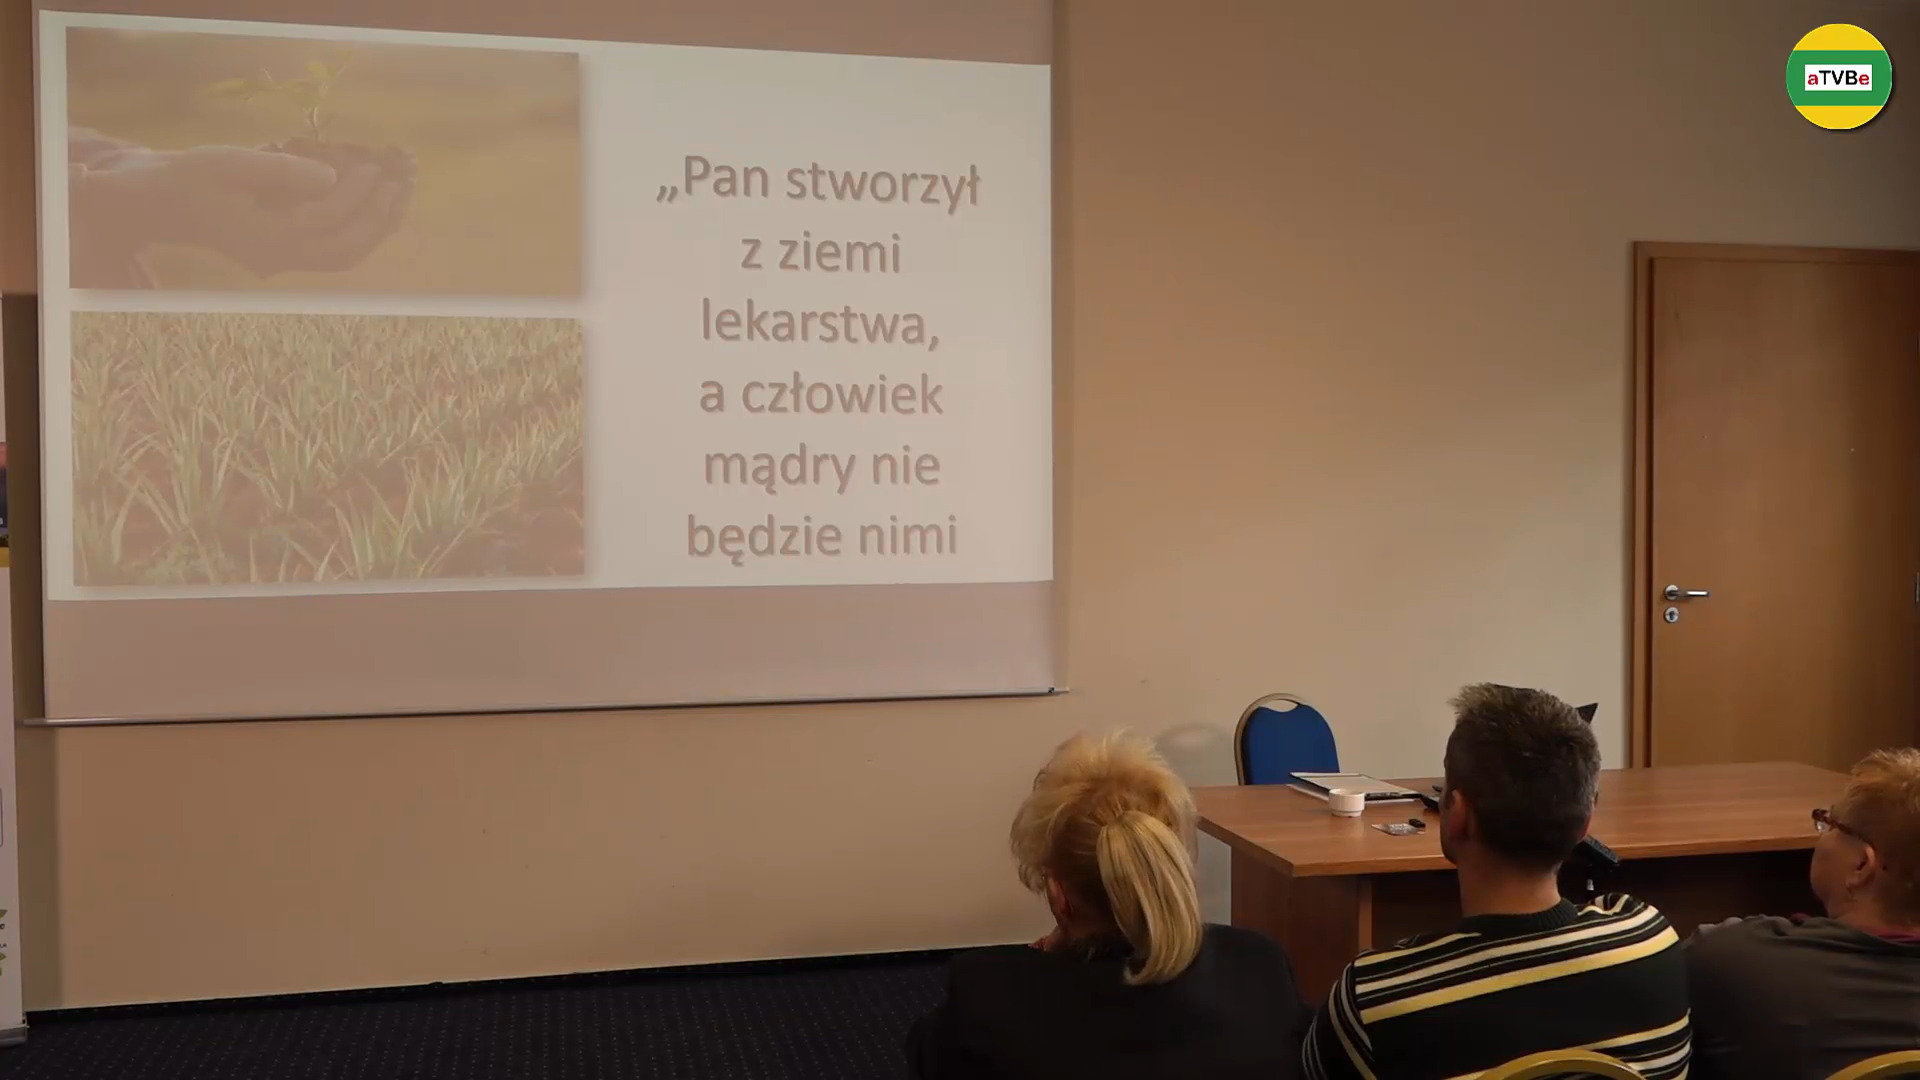 „Pan stworzył
z ziemi
lekarstwa,
a człowiek
mądry nie
będzie nimi
aTVBe